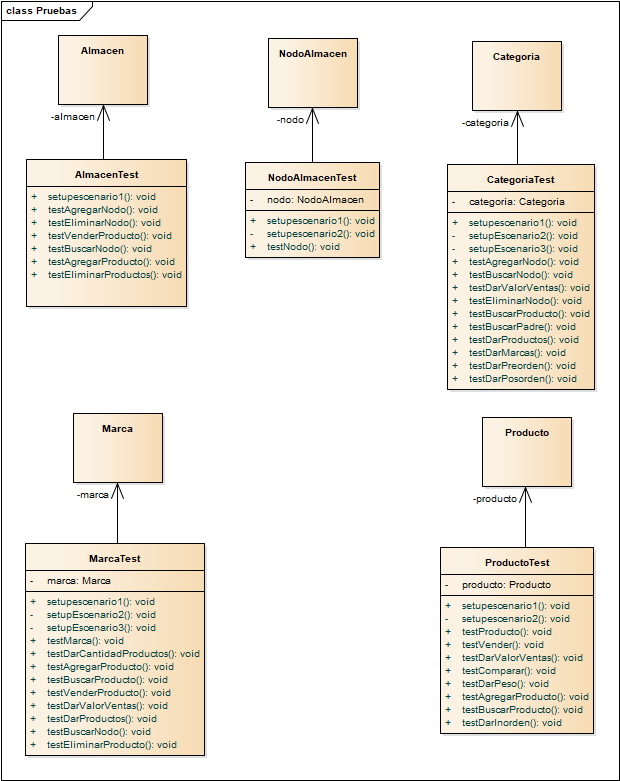 class Pruebas
Almacen
-almacen
AlmacenTest
+ setupescenario1(): void
+ testAgregarNodo(): void
+ testEliminarNodo(): void
+ testVenderProducto(): void
+ testBuscarNodo(): void
+ testAgregarProducto(): void
+ testEliminarProductos(): void
NodoAlmacen
-nodo
NodoAlmacenTest
- nodo: NodoAlmacen
+ setupescenario1(): void
- setupescenario2(): void
+ testNodo(): void
Categoria
-categoria
CategoriaTest
- categoria: Categoria
+ setupescenario1(): void
- setupEscenario2(): void
- setupEscenario3(): void
+ testAgregarNodo(): void
+ testBuscarNodo(): void
+ testDarValorVentas(): void
+ testEliminarNodo(): void
+ testBuscarProducto(): void
+ testBuscarPadre(): void
+ testDarProductos(): void
+ testDarMarcas(): void
+ testDarPreorden(): void
+ testDarPosorden(): void
Marca
-marca
MarcaTest
- marca: Marca
+ setupescenario1(): void
- setupEscenario2(): void
- setupEscenario3(): void
+ testMarca(): void
+ testDarCantidadProductos(): void
+ testAgregarProducto(): void
+ testBuscarProducto(): void
+ testVenderProducto(): void
+ testDarValorVentas(): void
+ testDarProductos(): void
+ testBuscarNodo(): void
+ testEliminarProducto(): void
Producto
-producto
ProductoTest
- producto: Producto
+ setupescenario1(): void
- setupescenario2(): void
+ testProducto(): void
+ testVender(): void
+ testDarValorVentas(): void
+ testComparar(): void
+ testDarPeso(): void
+ testAgregarProducto(): void
+ testBuscarProducto(): void
+ testDarInorden(): void